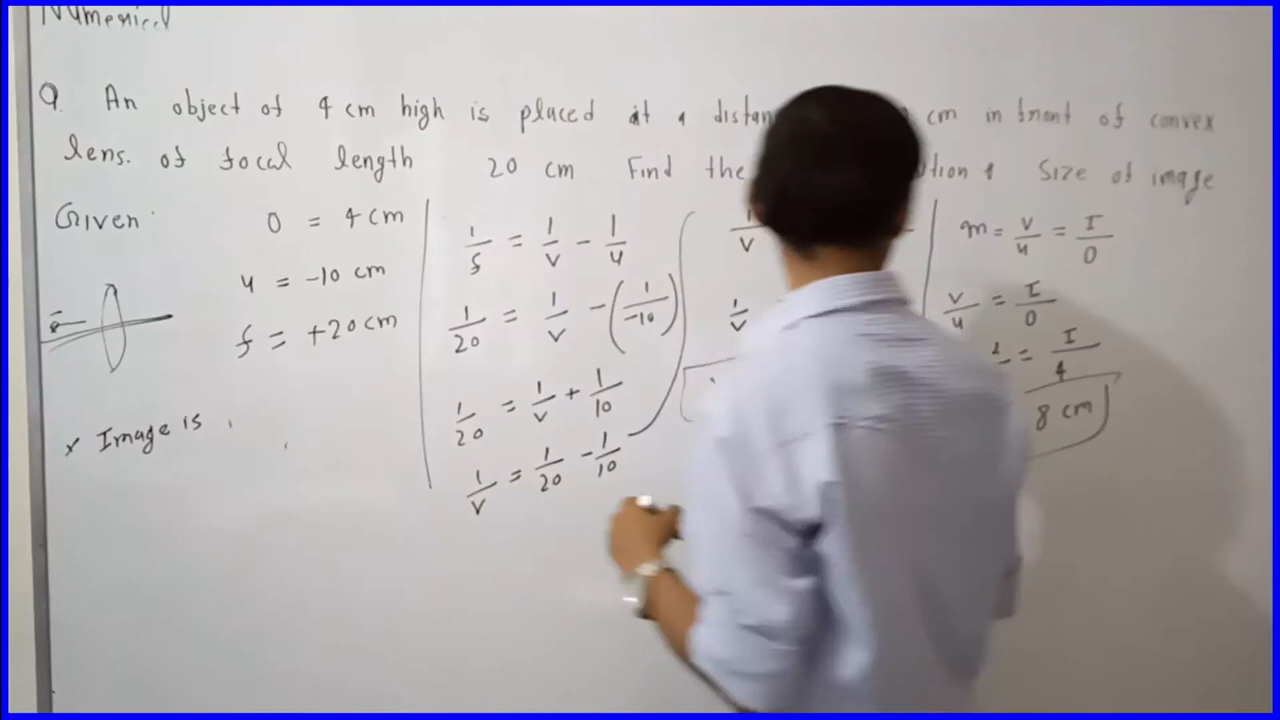 Numerical
Q. An object of 4 cm high is placed at a cm in front of convex
lens. of focal length 20 cm Find the Size of image
Given
O = 4 cm
u = -10 cm
f = +20 cm
* Image is
1/f = 1/v - 1/u
1/20 = 1/v - (1/-10)
1/20 = 1/v + 1/10
1/v = 1/20 - 1/10
1/v
1/v
m = v/u = I/O
v/u = I/O
= I/4
8 cm